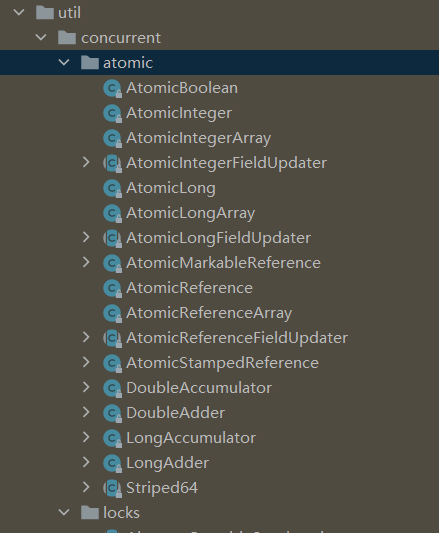 util
concurrent
atomic
AtomicBoolean
AtomicInteger
AtomicIntegerArray
AtomicIntegerFieldUpdater
AtomicLong
AtomicLongArray
AtomicLongFieldUpdater
AtomicMarkableReference
AtomicReference
AtomicReferenceArray
AtomicReferenceFieldUpdater
AtomicStampedReference
DoubleAccumulator
DoubleAdder
LongAccumulator
LongAdder
Striped64
locks